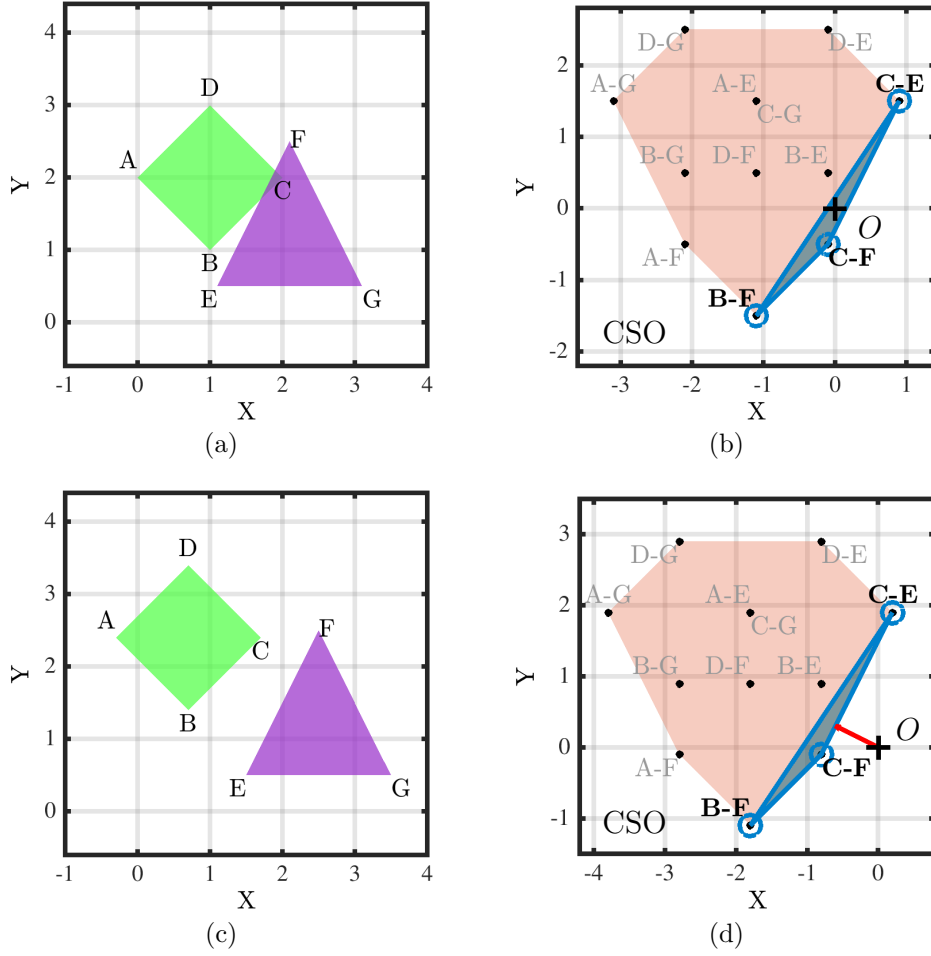 4
3
2
1
0
Y
D
A
F
C
B
E
G
-1 0 1 2 3 4
X
(a)
2
1
0
-1
-2
Y
D-G D-E
A-G A-E C-E
C-G
B-G D-F B-E
O
A-F C-F
B-F
CSO
-3 -2 -1 0 1
X
(b)
4
3
2
1
0
Y
D
A
F
C
B
E G
-1 0 1 2 3 4
X
(c)
3
2
1
0
-1
Y
D-G D-E
A-G A-E C-E
C-G
B-G D-F B-E
O
A-F C-F
B-F
CSO
-4 -3 -2 -1 0
X
(d)